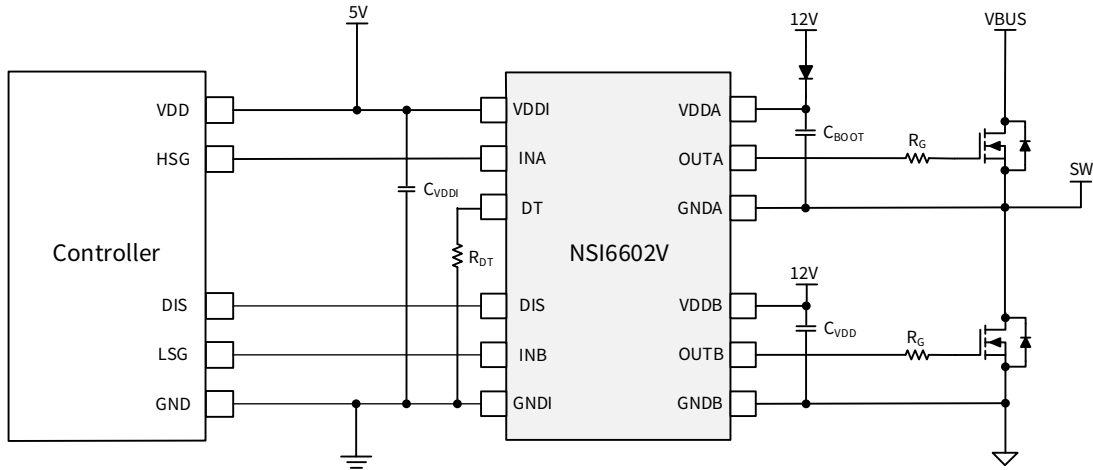 5V
12V
VBUS
VDD
VDDI
VDDA
C_BOOT
HSG
INA
OUTA
R_G
C_VDDI
SW
DT
GNDA
Controller
R_DT
NSI6602V
12V
DIS
DIS
VDDB
C_VDD
LSG
INB
OUTB
R_G
GND
GNDI
GNDB